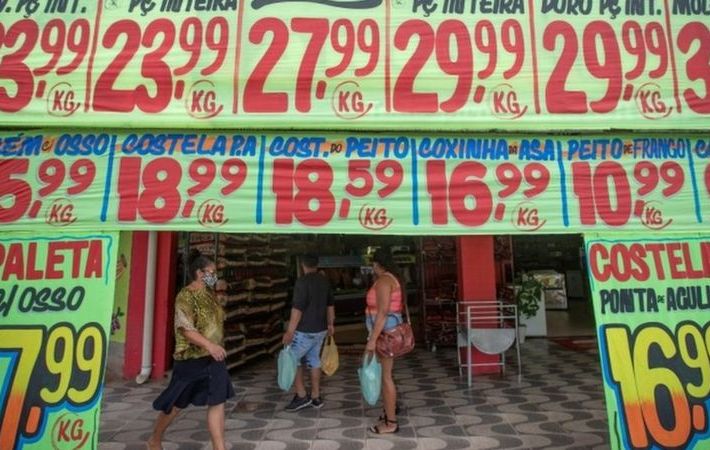 PÇ INT. PÇ INTEIRA PÇ INTEIRA DURO PÇ INT.
3,99 KG 23,99 KG 27,99 KG 29,99 KG 29,99 KG
C/ OSSO COSTELA P.A COST. DO PEITO COXINHA DA ASA PEITO DE FRANGO
,99 KG 18,99 KG 18,59 KG 16,99 KG 10,99 KG
PALETA
C/ OSSO
7,99
KG
COSTELA
PONTA DE AGULH
16,99